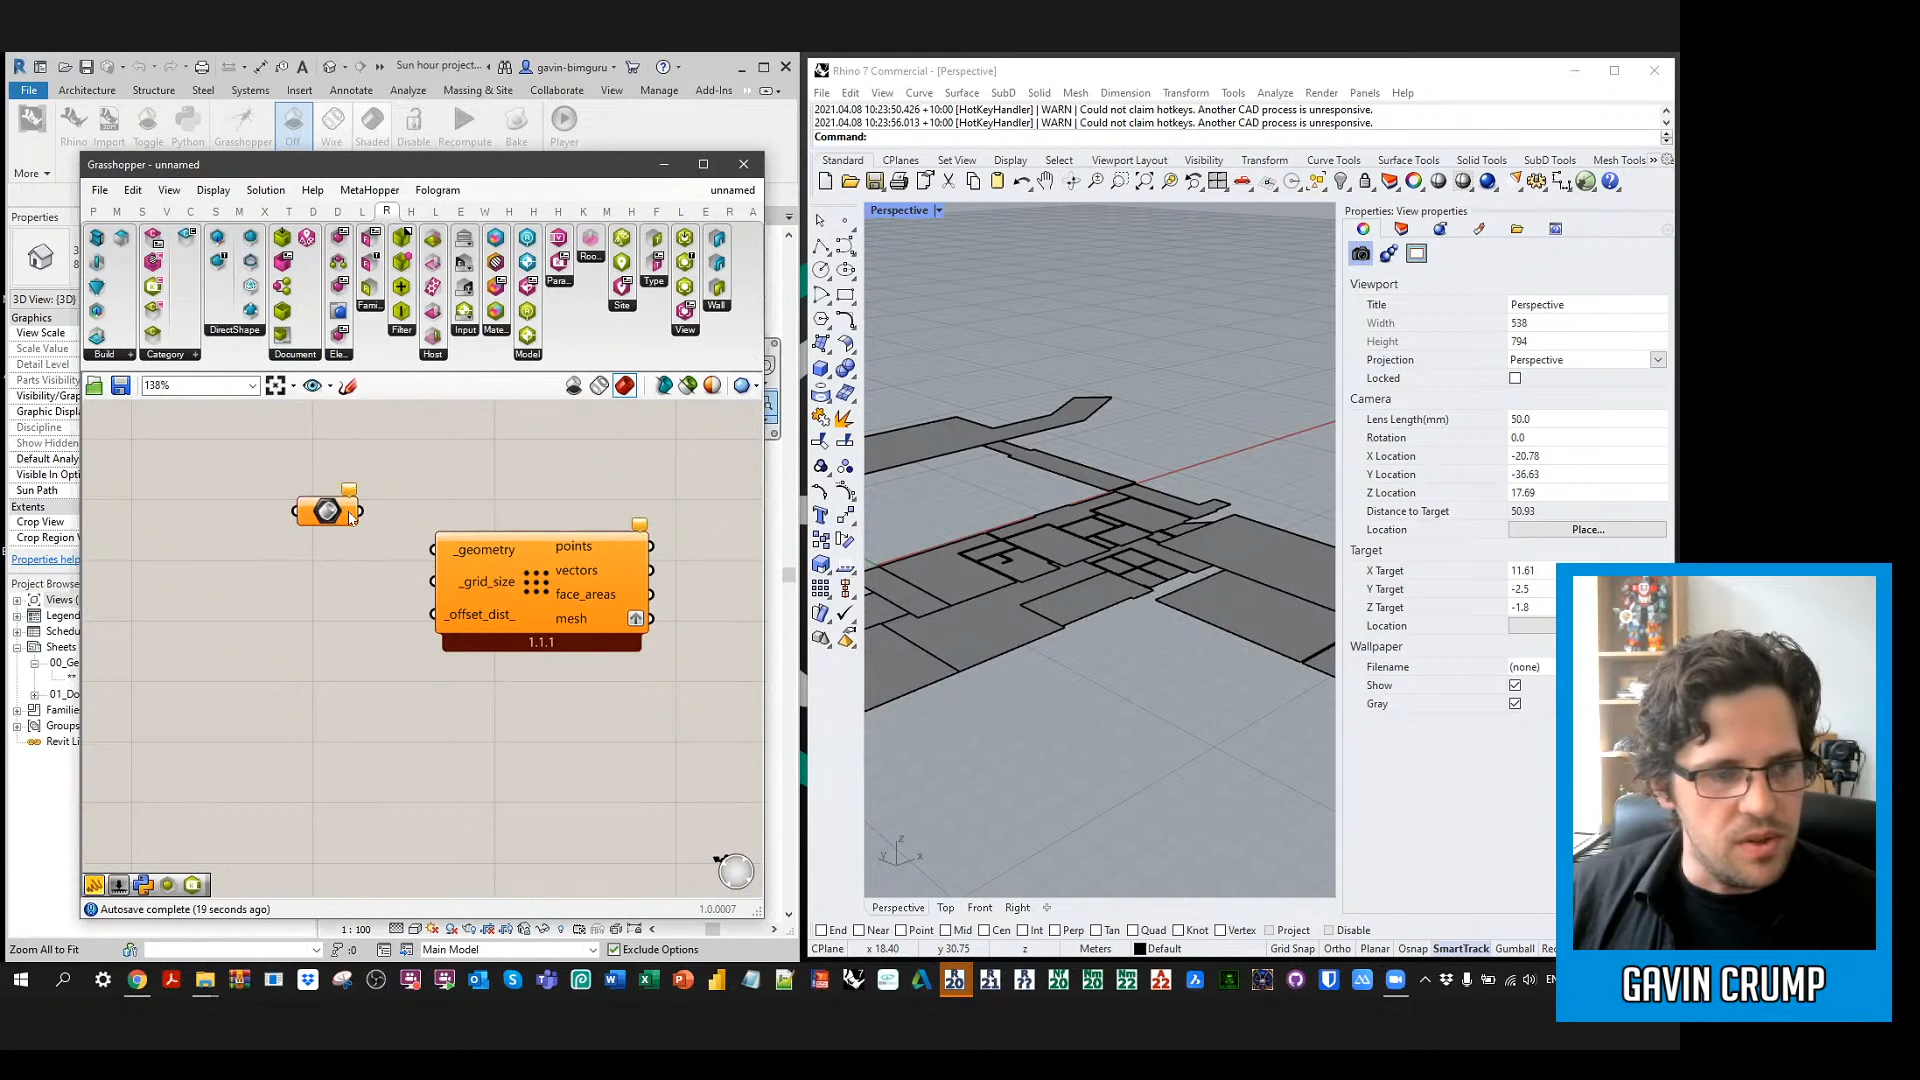 Sun hour project...
gavin-bimguru
File
Architecture
Structure
Steel
Systems
Insert
Annotate
Analyze
Massing & Site
Collaborate
View
Manage
Add-Ins
Rhino
Import
Toggle
Python
Grasshopper
Off
Wire
Shaded
Disable
Recompute
Bake
Player
More
Grasshopper - unnamed
File
Edit
View
Display
Solution
Help
MetaHopper
Fologram
unnamed
P M S V C S M X T D D L R H L E W H H K M H F L E R A
Roo...
Para...
Type
Fami...
Site
Wall
DirectShape
Filter
Input
Mate...
View
Build
Category
Document
Ele...
Host
Model
138%
_geometry
_grid_size
_offset_dist_
points
vectors
face_areas
mesh
1.1.1
Autosave complete (19 seconds ago)
1.0.0007
Properties
3D View: {3D}
Graphics
View Scale
Scale Value
Detail Level
Parts Visibility
Visibility/Grap
Graphic Displa
Discipline
Show Hidden
Default Analy
Visible In Opti
Sun Path
Extents
Crop View
Crop Region V
Properties help
Project Browse
Views (
Legend
Schedu
Sheets
00_Ge
**
01_Do
Familie
Groups
Revit Li
1 : 100
Zoom All to Fit
:0
Main Model
Exclude Options
Rhino 7 Commercial - [Perspective]
File
Edit
View
Curve
Surface
SubD
Solid
Mesh
Dimension
Transform
Tools
Analyze
Render
Panels
Help
2021.04.08 10:23:50.426 +10:00 [HotKeyHandler] | WARN | Could not claim hotkeys. Another CAD process is unresponsive.
2021.04.08 10:23:56.013 +10:00 [HotKeyHandler] | WARN | Could not claim hotkeys. Another CAD process is unresponsive.
Command:
Standard
CPlanes
Set View
Display
Select
Viewport Layout
Visibility
Transform
Curve Tools
Surface Tools
Solid Tools
SubD Tools
Mesh Tools
Perspective
z
y
x
Perspective
Top
Front
Right
Properties: View properties
Viewport
Title Perspective
Width 538
Height 794
Projection Perspective
Locked
Camera
Lens Length(mm) 50.0
Rotation 0.0
X Location -20.78
Y Location -36.63
Z Location 17.69
Distance to Target 50.93
Location Place...
Target
X Target 11.61
Y Target -2.5
Z Target -1.8
Location
Wallpaper
Filename (none)
Show
Gray
End
Near
Point
Mid
Cen
Int
Perp
Tan
Quad
Knot
Vertex
Project
Disable
CPlane
x 18.40
y 30.75
z
Meters
Default
Grid Snap
Ortho
Planar
Osnap
SmartTrack
Gumball
Rec
GAVIN CRUMP